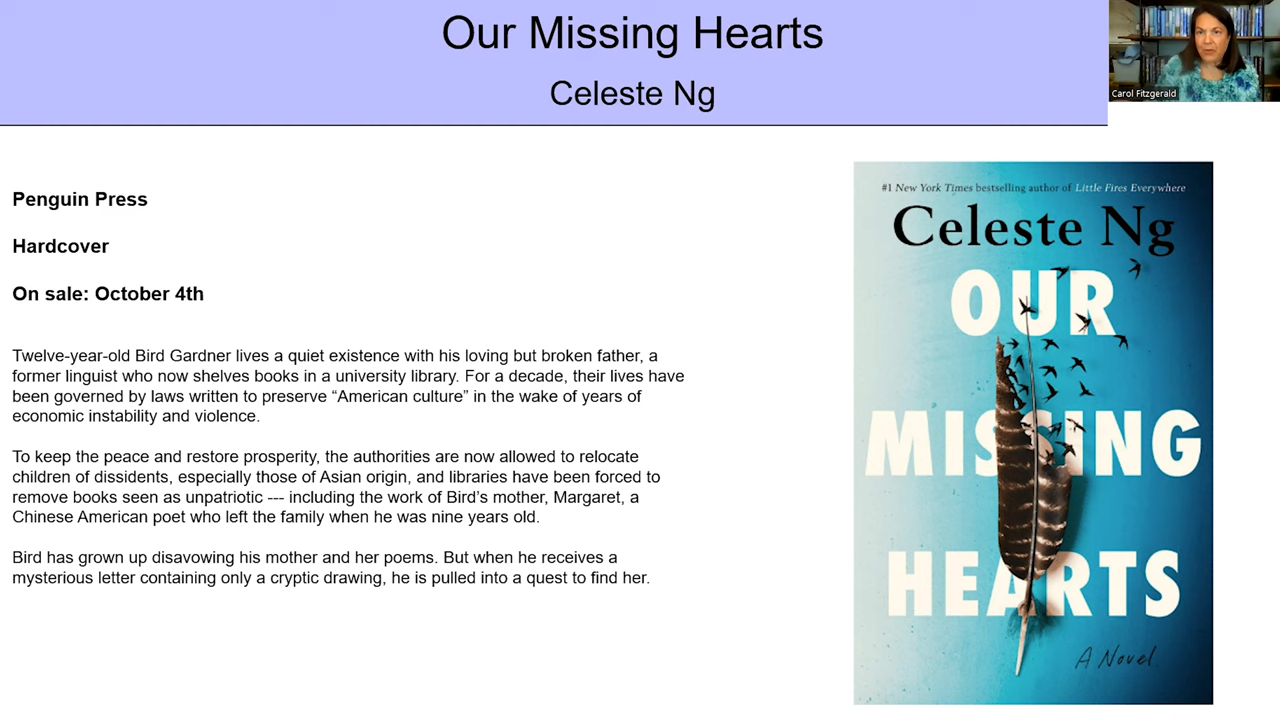 Our Missing Hearts
Celeste Ng
Carol Fitzgerald
Penguin Press
Hardcover
On sale: October 4th
Twelve-year-old Bird Gardner lives a quiet existence with his loving but broken father, a
former linguist who now shelves books in a university library. For a decade, their lives have
been governed by laws written to preserve “American culture” in the wake of years of
economic instability and violence.
To keep the peace and restore prosperity, the authorities are now allowed to relocate
children of dissidents, especially those of Asian origin, and libraries have been forced to
remove books seen as unpatriotic --- including the work of Bird’s mother, Margaret, a
Chinese American poet who left the family when he was nine years old.
Bird has grown up disavowing his mother and her poems. But when he receives a
mysterious letter containing only a cryptic drawing, he is pulled into a quest to find her.
#1 New York Times bestselling author of Little Fires Everywhere
Celeste Ng
OUR
MISSING
HEARTS
A Novel